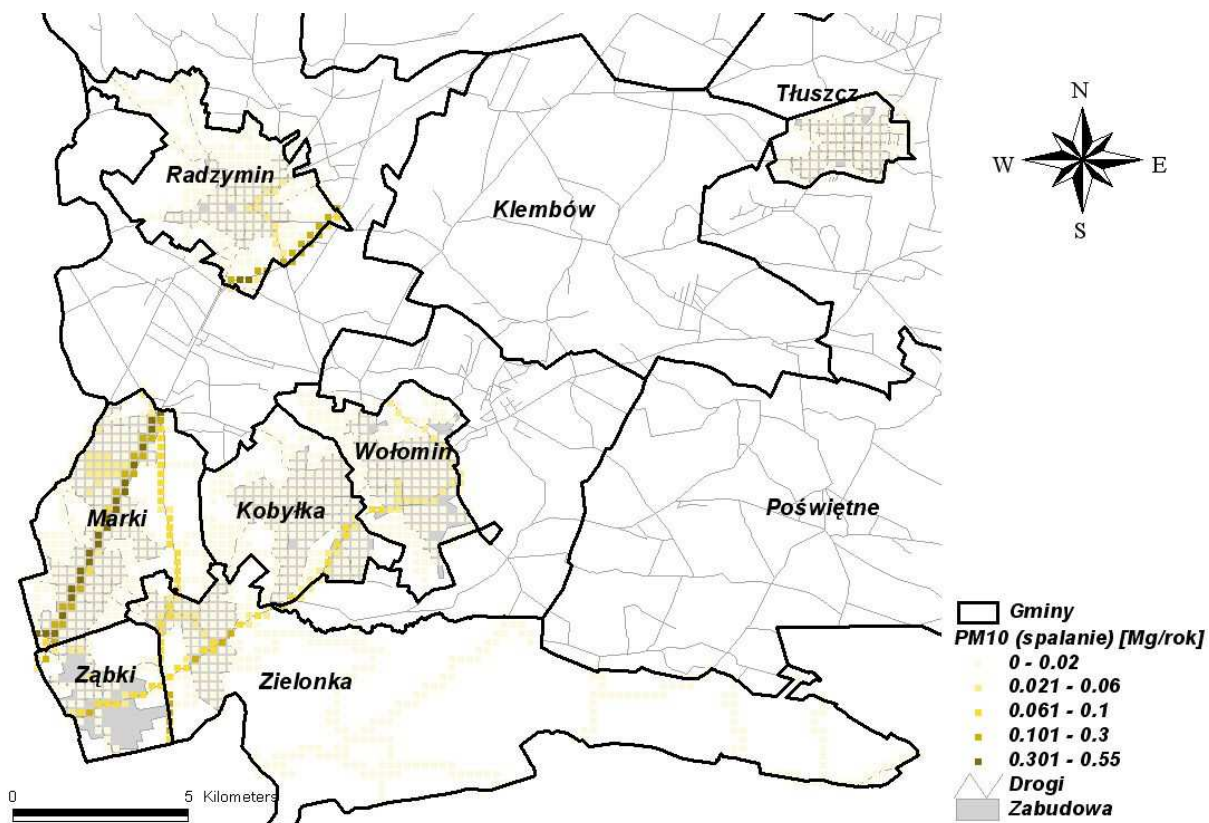 Tłuszcz
Radzymin
Klembów
Wołomin
Kobyłka
Marki
Poświętne
Ząbki
Zielonka
0 5 Kilometers
N
W E
S
Gminy
PM10 (spalanie) [Mg/rok]
0 - 0.02
0.021 - 0.06
0.061 - 0.1
0.101 - 0.3
0.301 - 0.55
Drogi
Zabudowa